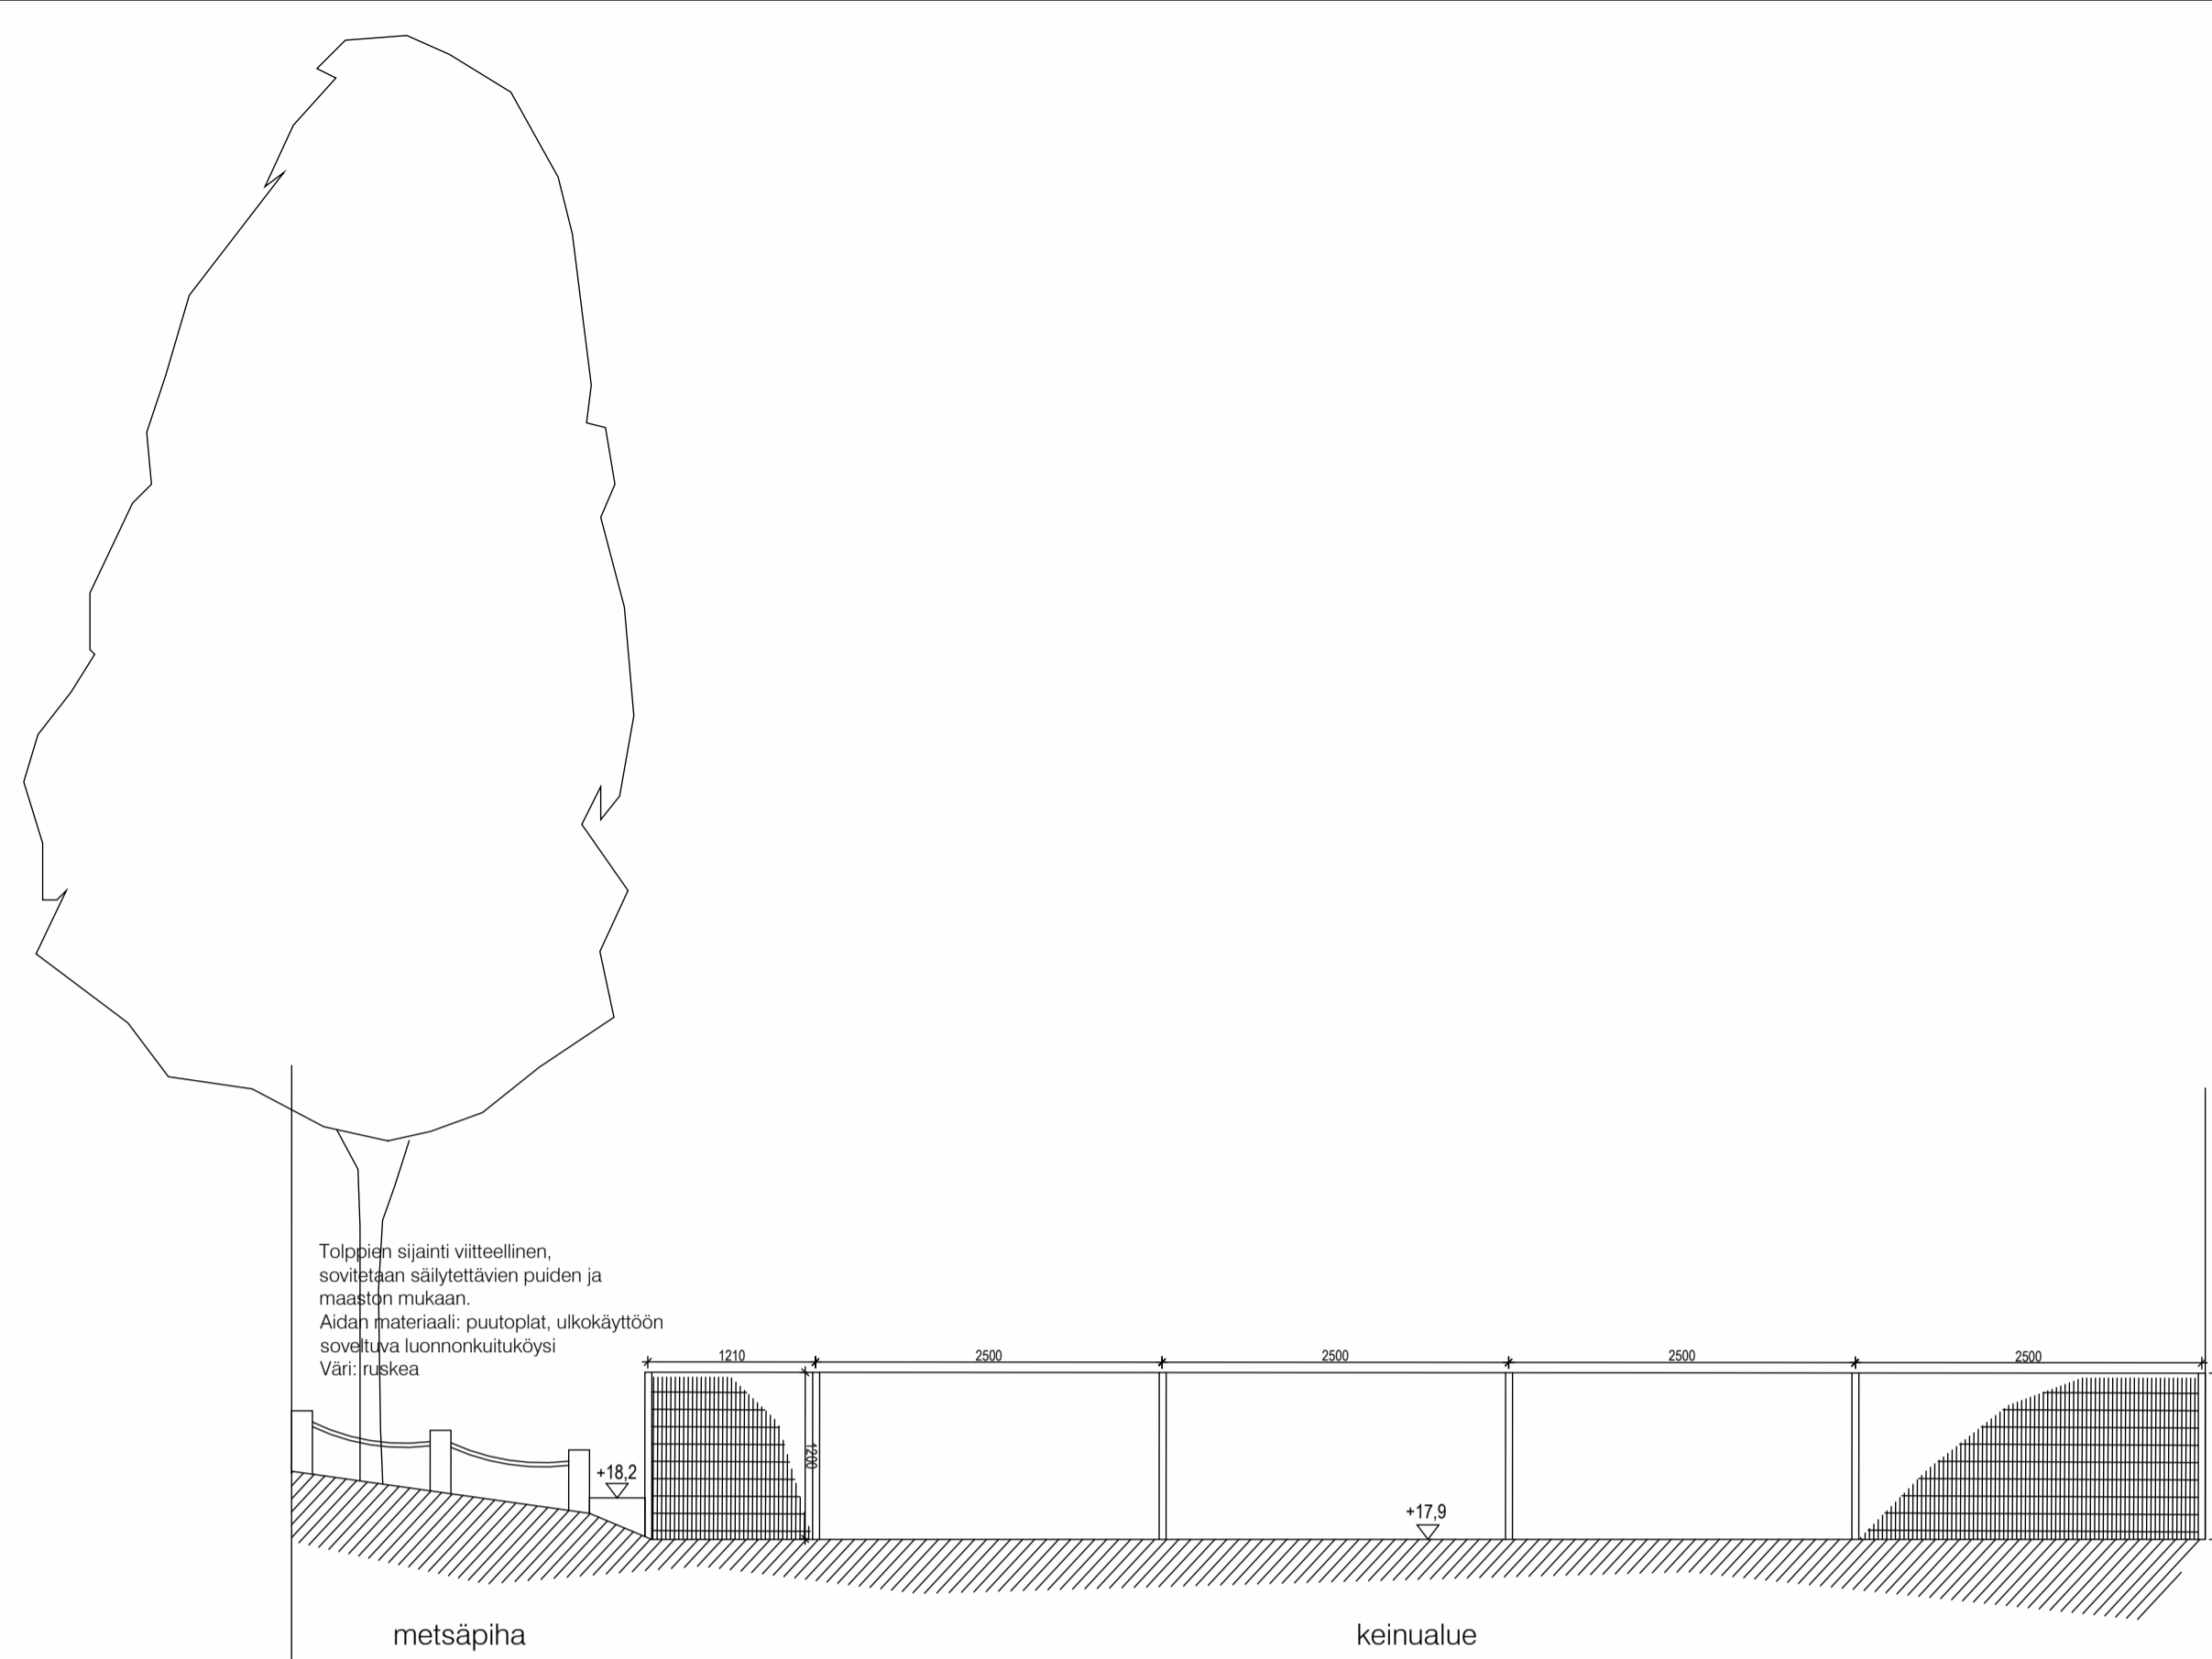 Tolppien sijainti viitteellinen,
sovitetaan säilytettävien puiden ja
maaston mukaan.
Aidan materiaali: puutoplat, ulkokäyttöön
soveltuva luonnonkuituköysi
Väri: ruskea
1210
2500
2500
2500
2500
1200
+18,2
+17,9
metsäpiha
keinualue